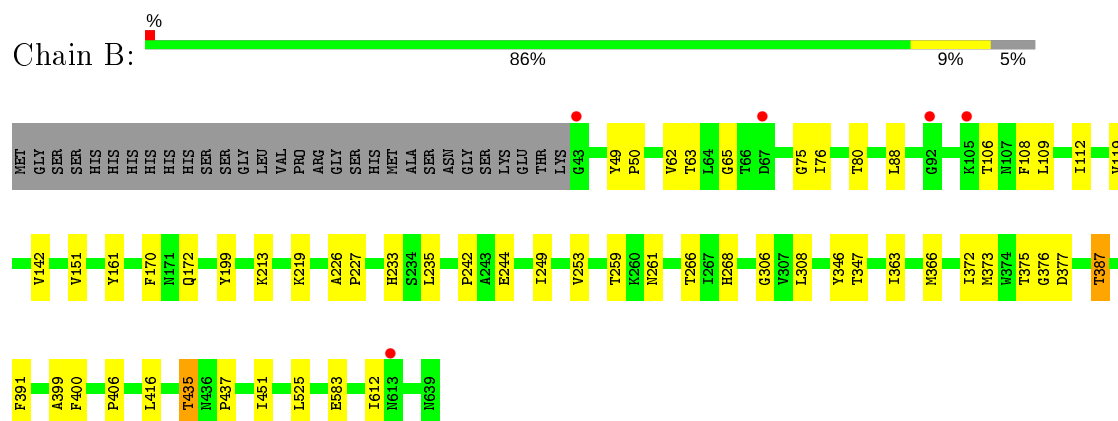 %
Chain B:
86% 9% 5%
MET GLY SER SER HIS HIS HIS HIS HIS HIS SER SER GLY LEU VAL PRO ARG GLY SER HIS MET ALA SER ASN GLY SER LYS GLU THR LYS G43 Y49 P50 V62 T63 L64 G65 T66 D67 G75 I76 T80 L88 G92 K105 T106 N107 F108 L109 I112 V119
V142 V151 Y161 F170 N171 Q172 Y199 K213 K219 A226 P227 H233 S234 L235 P242 A243 E244 I249 V253 T259 K260 N261 T266 I267 H268 G306 V307 L308 Y346 T347 I363 M366 I372 M373 W374 T375 G376 D377 T387
F391 A399 F400 P406 L416 T435 N436 P437 I451 L525 E583 I612 N613 N639